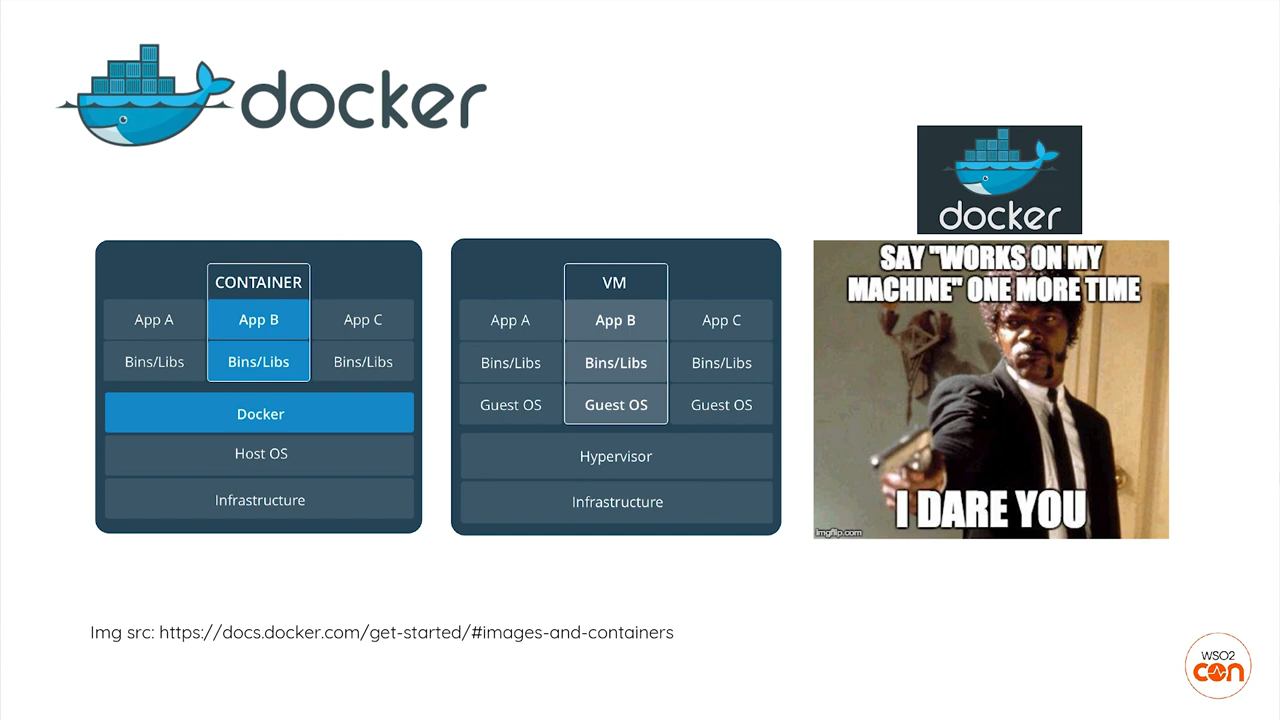 docker
docker
CONTAINER
App A App B App C
Bins/Libs Bins/Libs Bins/Libs
Docker
Host OS
Infrastructure
VM
App A App B App C
Bins/Libs Bins/Libs Bins/Libs
Guest OS Guest OS Guest OS
Hypervisor
Infrastructure
SAY "WORKS ON MY
MACHINE" ONE MORE TIME
I DARE YOU
imgflip.com
Img src: https://docs.docker.com/get-started/#images-and-containers
WSO2
con